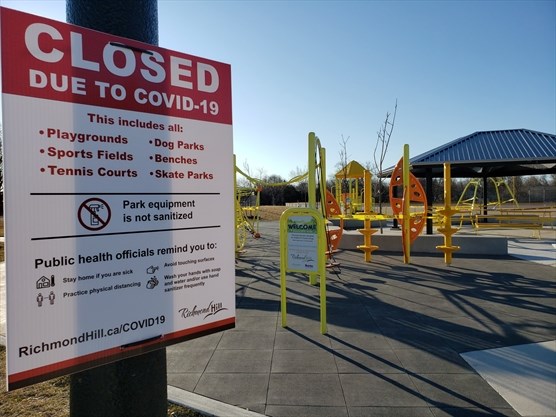 CLOSED
DUE TO COVID-19
This includes all:
• Playgrounds
• Sports Fields
• Tennis Courts
• Dog Parks
• Benches
• Skate Parks
Park equipment
is not sanitized
Public health officials remind you to:
Stay home if you are sick
Practice physical distancing
Avoid touching surfaces
Wash your hands with soap
and water and/or use hand
sanitizer frequently
RichmondHill.ca/COVID19
Richmond Hill
WELCOME